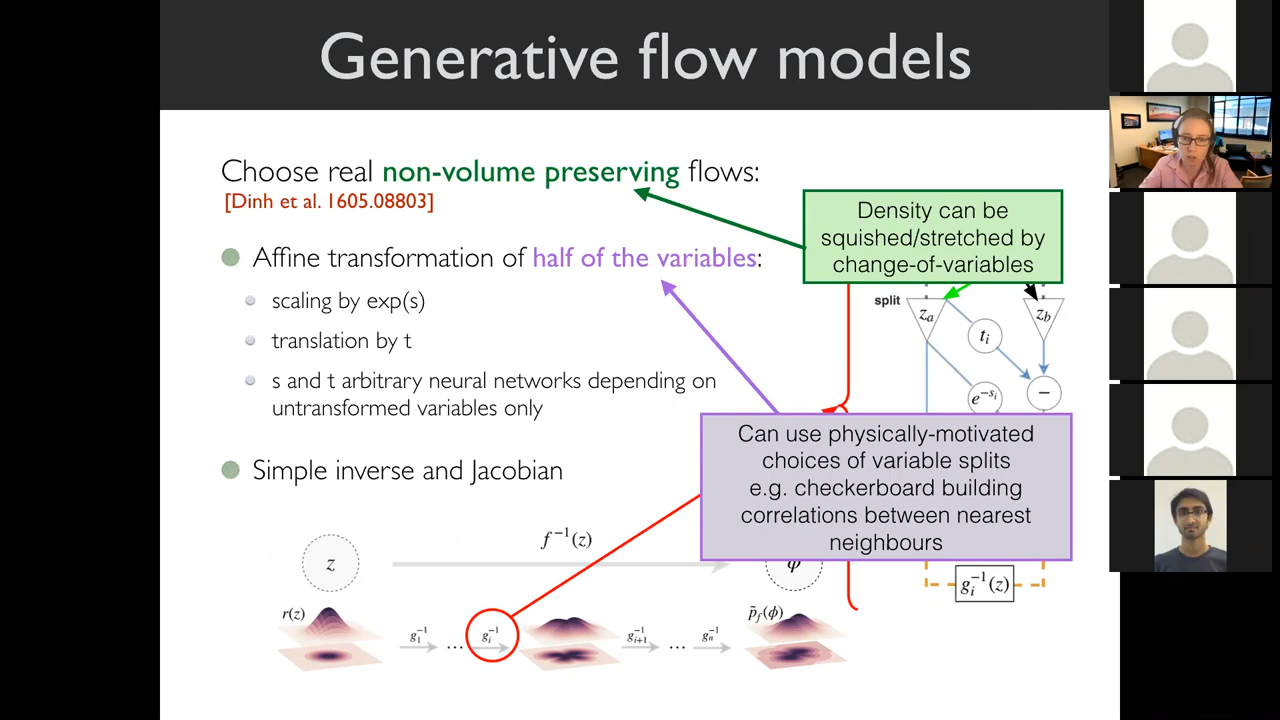 Generative flow models
Choose real non-volume preserving flows:
[Dinh et al. 1605.08803]
Density can be
squished/stretched by
change-of-variables
Affine transformation of half of the variables:
scaling by exp(s)
translation by t
s and t arbitrary neural networks depending on
untransformed variables only
split
z_a
z_b
t_i
e^{-s_i}
−
Can use physically-motivated
choices of variable splits
e.g. checkerboard building
correlations between nearest
neighbours
Simple inverse and Jacobian
f^{-1}(z)
z
φ
g_i^{-1}(z)
r(z)
p̃_f(φ)
g_1^{-1}
...
g_i^{-1}
g_{i+1}^{-1}
...
g_n^{-1}